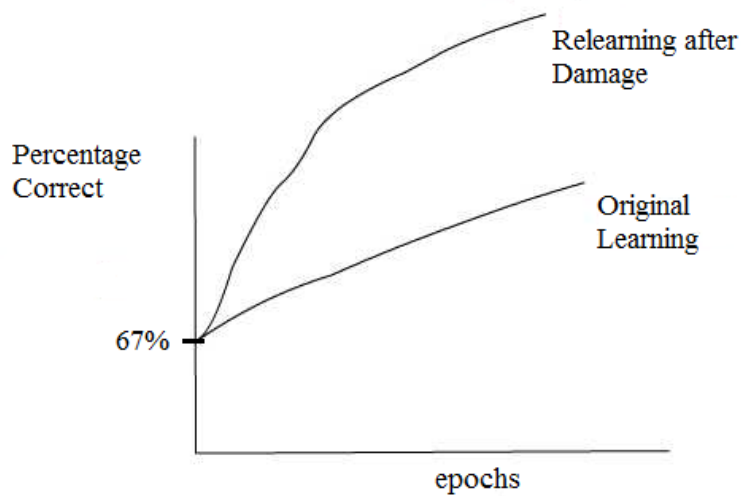 Relearning after
Damage
Percentage
Correct
Original
Learning
67%
epochs